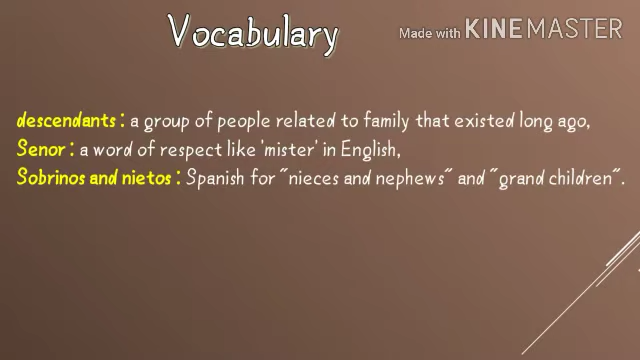 Vocabulary
Made with KINEMASTER
descendants : a group of people related to family that existed long ago,
Senor : a word of respect like 'mister' in English,
Sobrinos and nietos : Spanish for "nieces and nephews" and "grand children".